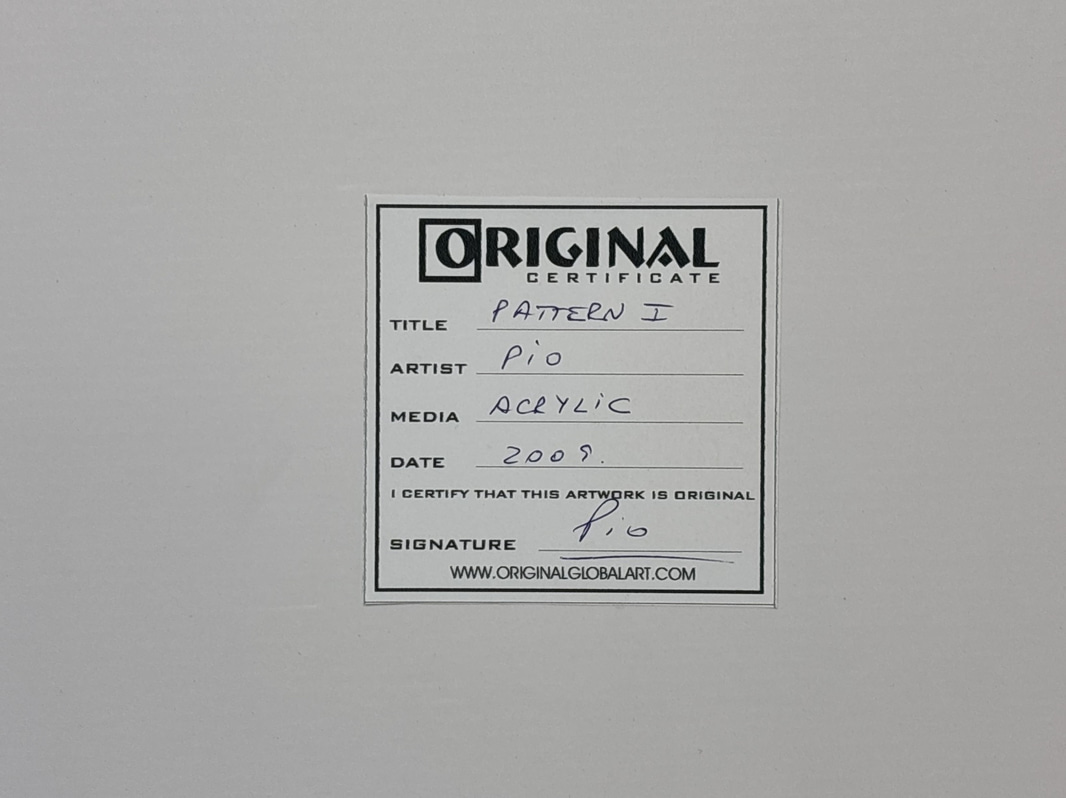 ORIGINAL
CERTIFICATE
TITLE PATTERN I
ARTIST Pio
MEDIA ACRYLiC
DATE 2009.
I CERTIFY THAT THIS ARTWORK IS ORIGINAL
SIGNATURE Pio
WWW.ORIGINALGLOBALART.COM